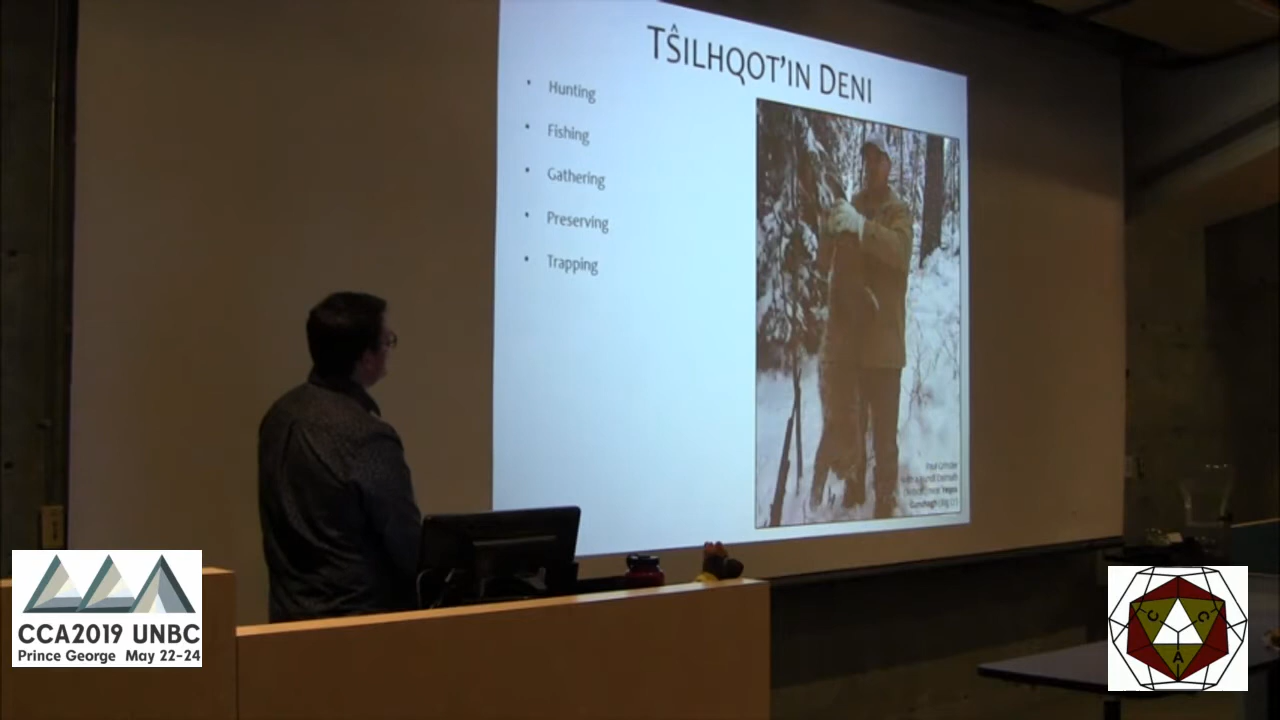 TŜILHQOT'IN DENI
• Hunting
• Fishing
• Gathering
• Preserving
• Trapping
CCA2019 UNBC
Prince George May 22-24
C C
A